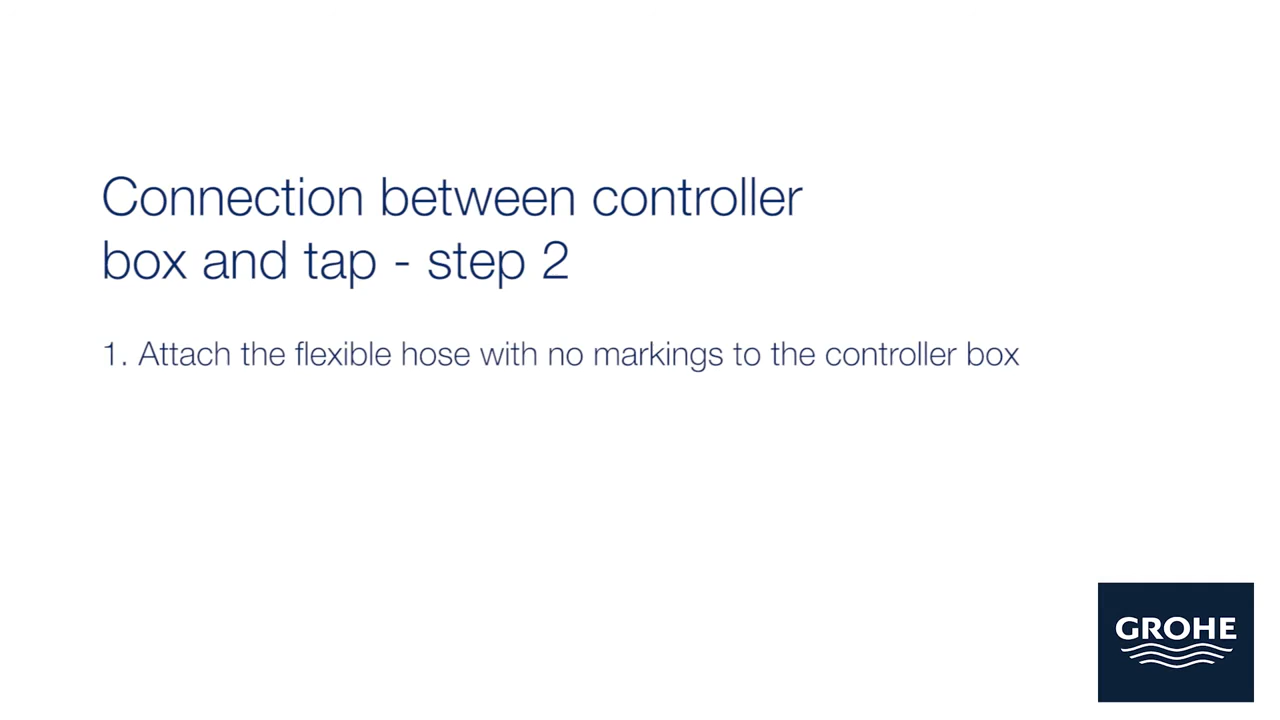 Connection between controller
box and tap - step 2
1. Attach the flexible hose with no markings to the controller box
GROHE